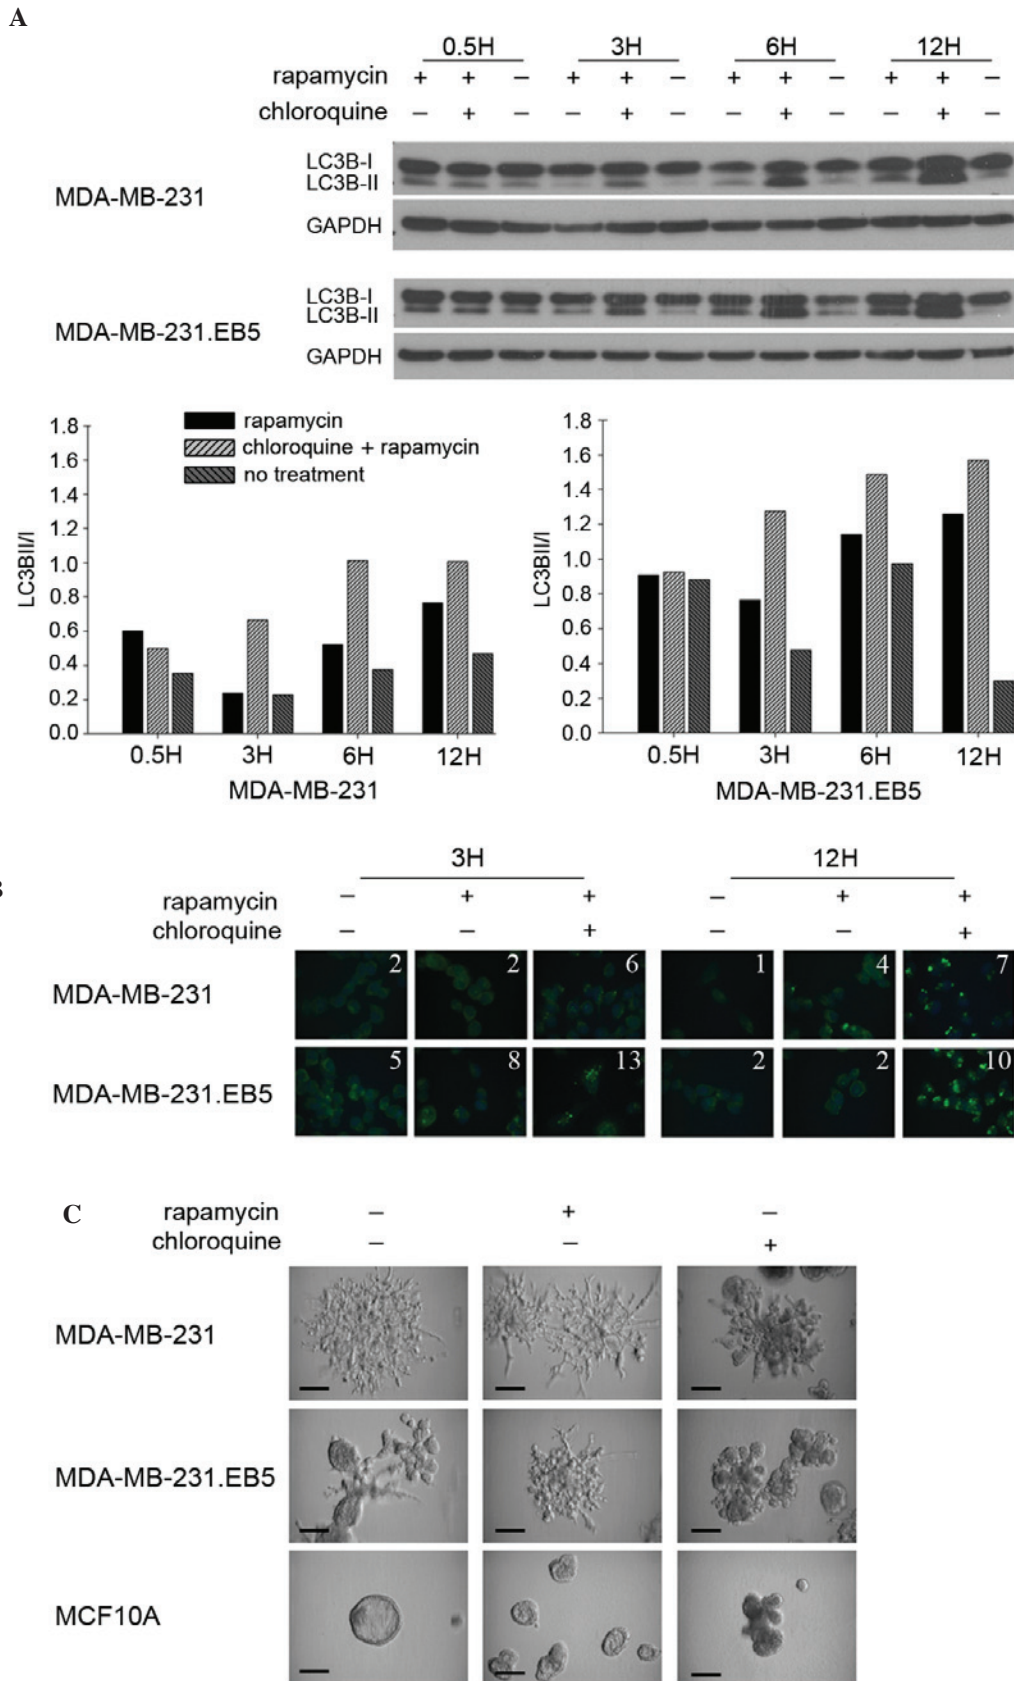 A
0.5H 3H 6H 12H
rapamycin + + − + + − + + − + + −
chloroquine − + − − + − − + − − + −
LC3B-I
LC3B-II
MDA-MB-231
GAPDH
LC3B-I
LC3B-II
MDA-MB-231.EB5
GAPDH
rapamycin
chloroquine + rapamycin
no treatment
LC3BII/I
1.8
1.6
1.4
1.2
1.0
0.8
0.6
0.4
0.2
0.0
0.5H 3H 6H 12H
MDA-MB-231
LC3BII/I
1.8
1.6
1.4
1.2
1.0
0.8
0.6
0.4
0.2
0.0
0.5H 3H 6H 12H
MDA-MB-231.EB5
3H 12H
rapamycin − + + − + +
chloroquine − − + − − +
MDA-MB-231 2 2 6 1 4 7
MDA-MB-231.EB5 5 8 13 2 2 10
C
rapamycin − + −
chloroquine − − +
MDA-MB-231
MDA-MB-231.EB5
MCF10A